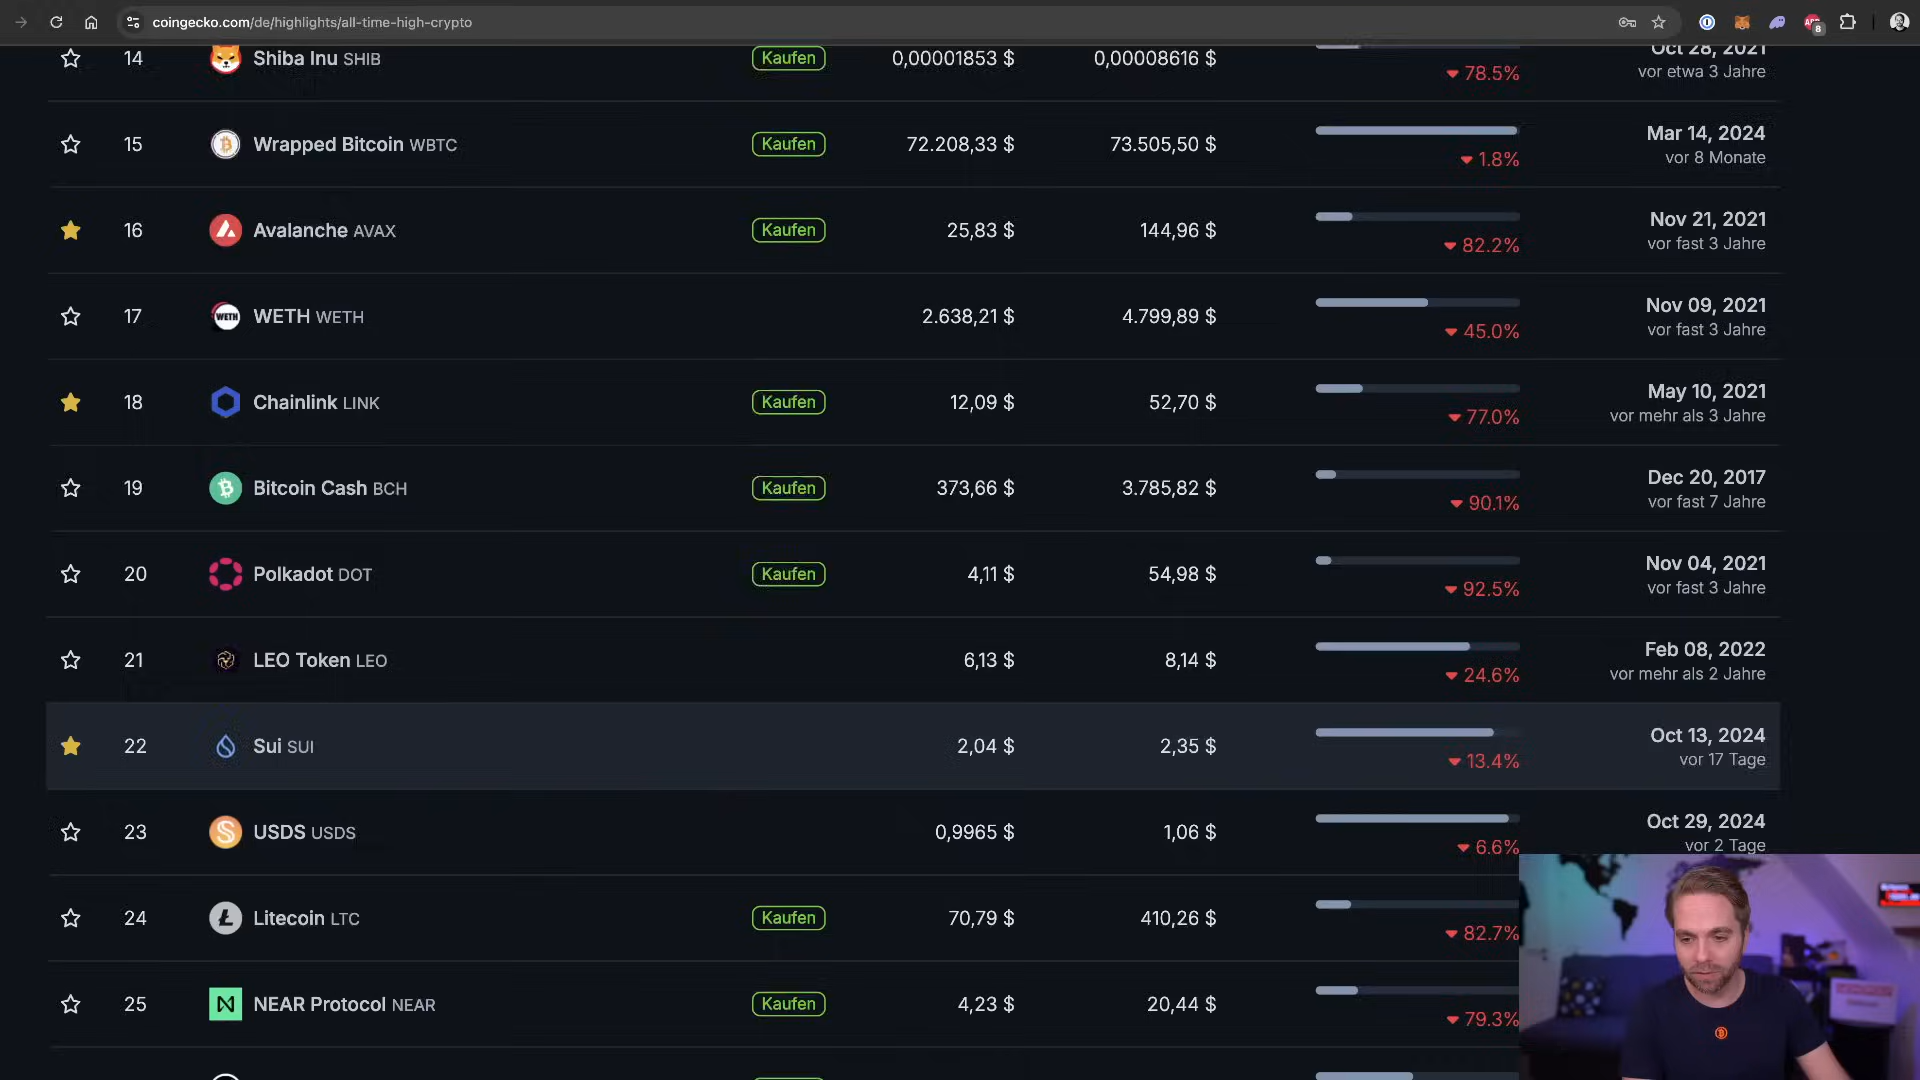 coingecko.com/de/highlights/all-time-high-crypto
8
14 Shiba Inu SHIB Kaufen 0,00001853 $ 0,00008616 $ 78.5% Oct 28, 2021
vor etwa 3 Jahre
15 Wrapped Bitcoin WBTC Kaufen 72.208,33 $ 73.505,50 $ 1.8% Mar 14, 2024
vor 8 Monate
16 Avalanche AVAX Kaufen 25,83 $ 144,96 $ 82.2% Nov 21, 2021
vor fast 3 Jahre
17 WETH WETH WETH 2.638,21 $ 4.799,89 $ 45.0% Nov 09, 2021
vor fast 3 Jahre
18 Chainlink LINK Kaufen 12,09 $ 52,70 $ 77.0% May 10, 2021
vor mehr als 3 Jahre
19 Bitcoin Cash BCH Kaufen 373,66 $ 3.785,82 $ 90.1% Dec 20, 2017
vor fast 7 Jahre
20 Polkadot DOT Kaufen 4,11 $ 54,98 $ 92.5% Nov 04, 2021
vor fast 3 Jahre
21 LEO Token LEO 6,13 $ 8,14 $ 24.6% Feb 08, 2022
vor mehr als 2 Jahre
22 Sui SUI 2,04 $ 2,35 $ 13.4% Oct 13, 2024
vor 17 Tage
23 USDS USDS 0,9965 $ 1,06 $ 6.6% Oct 29, 2024
vor 2 Tage
24 Litecoin LTC Kaufen 70,79 $ 410,26 $ 82.7%
25 NEAR Protocol NEAR Kaufen 4,23 $ 20,44 $ 79.3%